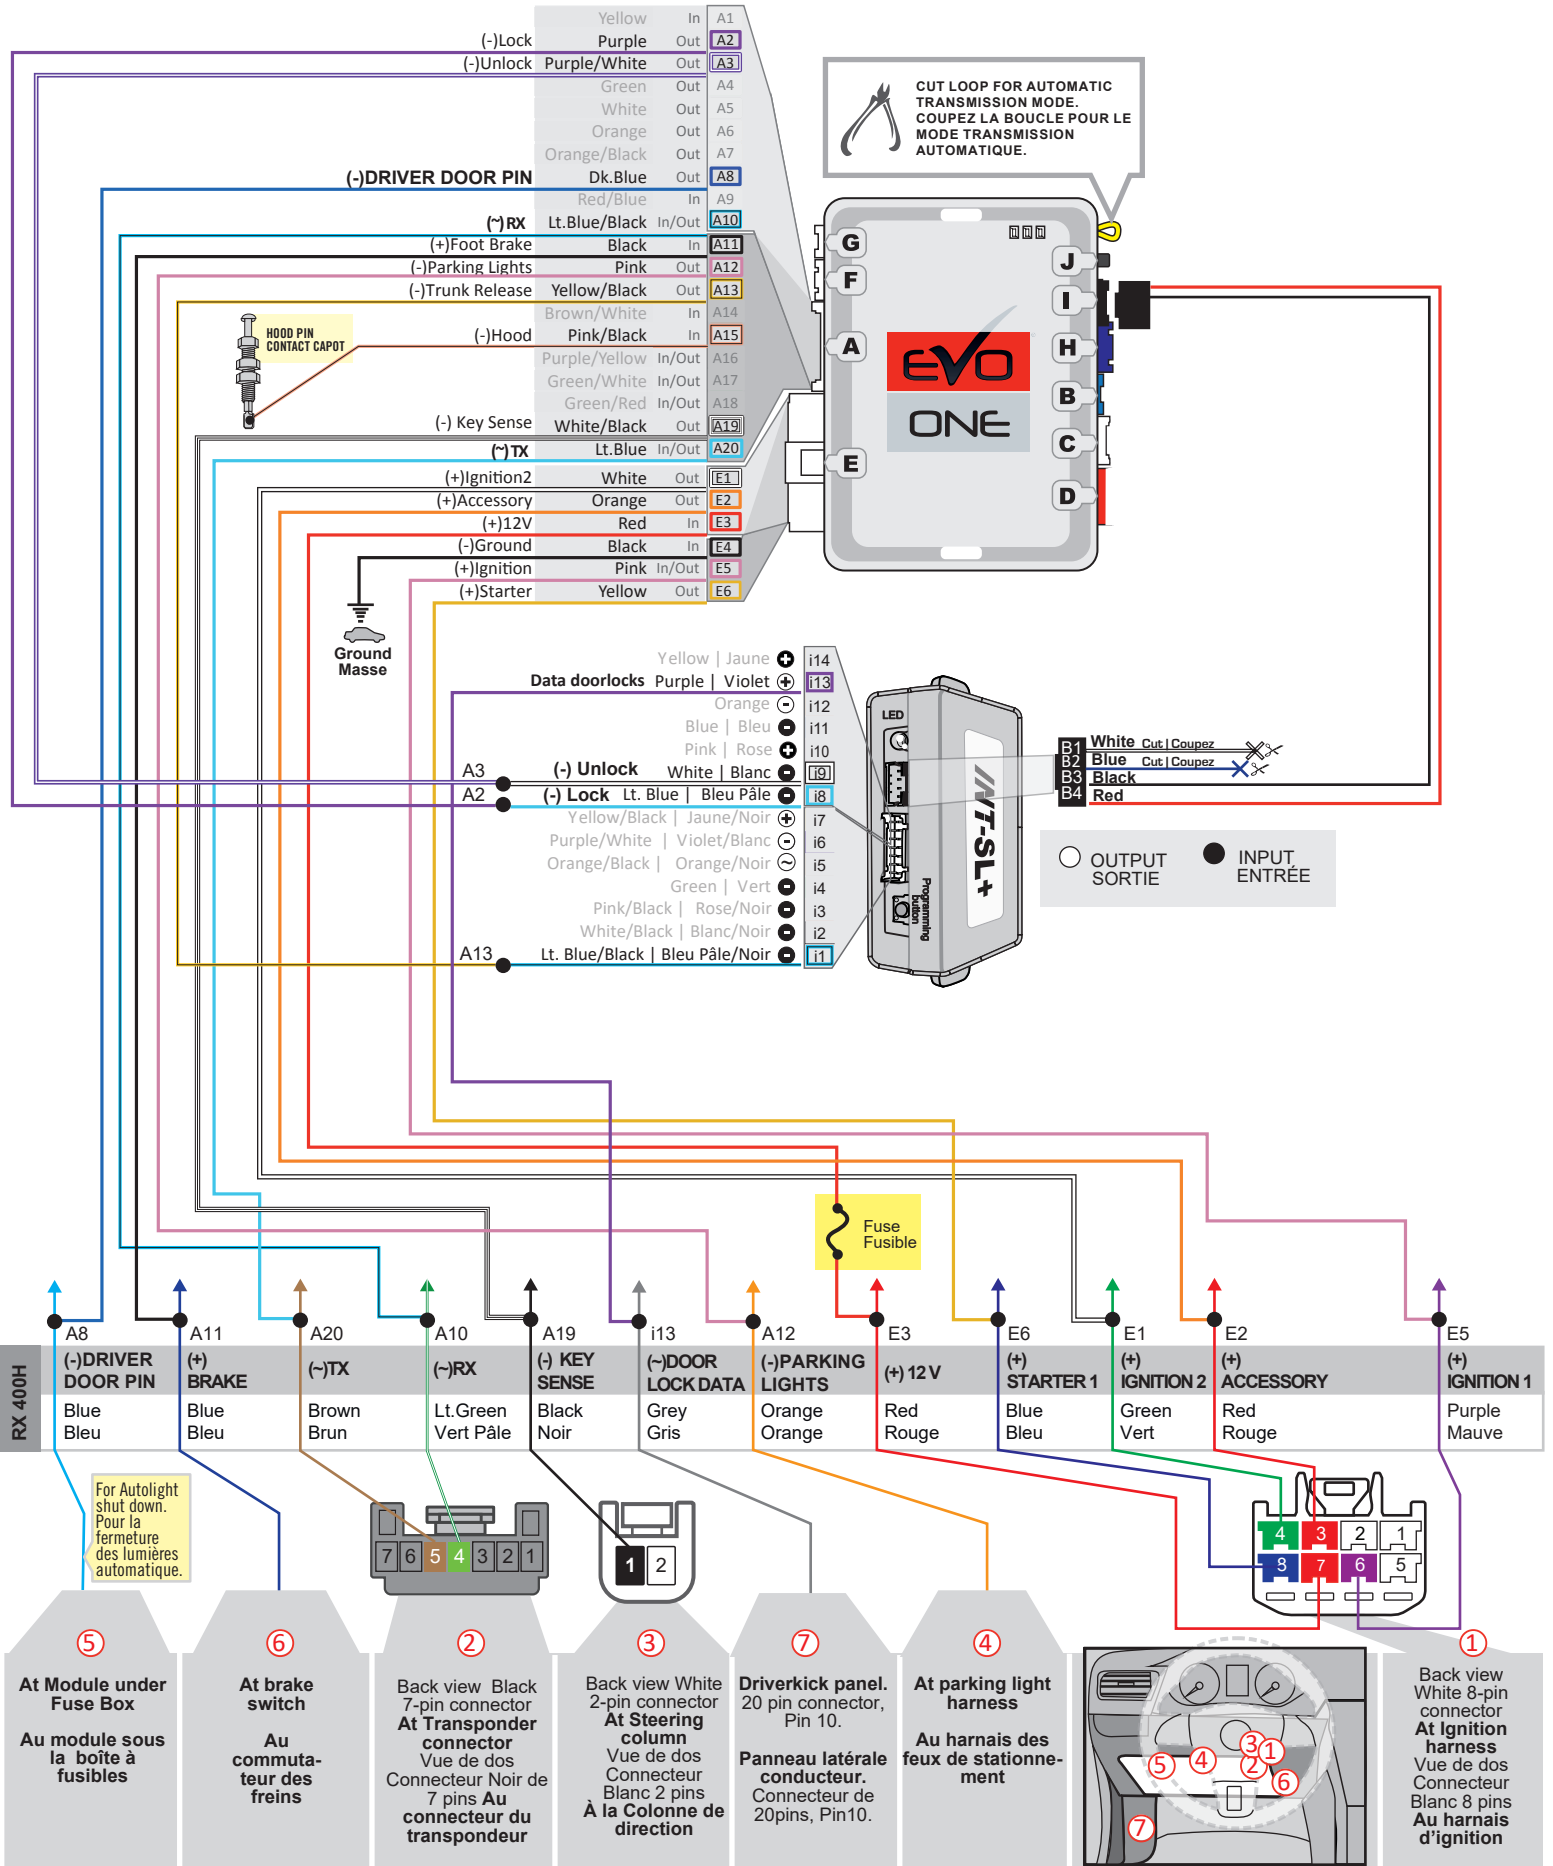 Yellow In A1
(-)Lock Purple Out A2
(-)Unlock Purple/White Out A3
Green Out A4
White Out A5
Orange Out A6
Orange/Black Out A7
(-)DRIVER DOOR PIN Dk.Blue Out A8
Red/Blue In A9
(~)RX Lt.Blue/Black In/Out A10
(+)Foot Brake Black In A11
(-)Parking Lights Pink Out A12
(-)Trunk Release Yellow/Black Out A13
Brown/White In A14
(-)Hood Pink/Black In A15
Purple/Yellow In/Out A16
Green/White In/Out A17
Green/Red In/Out A18
(-) Key Sense White/Black Out A19
(~)TX Lt.Blue In/Out A20
(+)Ignition2 White Out E1
(+)Accessory Orange Out E2
(+)12V Red In E3
(-)Ground Black In E4
(+)Ignition Pink In/Out E5
(+)Starter Yellow Out E6
HOOD PIN
CONTACT CAPOT
Ground
Masse
CUT LOOP FOR AUTOMATIC
TRANSMISSION MODE.
COUPEZ LA BOUCLE POUR LE
MODE TRANSMISSION
AUTOMATIQUE.
G
F
A
E
J
I
H
B
C
D
EVO
ONE
Yellow | Jaune i14
Data doorlocks Purple | Violet i13
Orange i12
Blue | Bleu i11
Pink | Rose i10
A3 (-) Unlock White | Blanc i9
A2 (-) Lock Lt. Blue | Bleu Pâle i8
Yellow/Black | Jaune/Noir i7
Purple/White | Violet/Blanc i6
Orange/Black | Orange/Noir i5
Green | Vert i4
Pink/Black | Rose/Noir i3
White/Black | Blanc/Noir i2
A13 Lt. Blue/Black | Bleu Pâle/Noir i1
LED
INT-SL+
Programming
button
B1 White Cut | Coupez
B2 Blue Cut | Coupez
B3 Black
B4 Red
OUTPUT
SORTIE
INPUT
ENTRÉE
Fuse
Fusible
A8 A11 A20 A10 A19 i13 A12 E3 E6 E1 E2 E5
RX 400H
(-)DRIVER
DOOR PIN
Blue
Bleu
(+)
BRAKE
Blue
Bleu
(~)TX
Brown
Brun
(~)RX
Lt.Green
Vert Pâle
(-) KEY
SENSE
Black
Noir
(~)DOOR
LOCK DATA
Grey
Gris
(-)PARKING
LIGHTS
Orange
Orange
(+) 12 V
Red
Rouge
(+)
STARTER 1
Blue
Bleu
(+)
IGNITION 2
Green
Vert
(+)
ACCESSORY
Red
Rouge
(+)
IGNITION 1
Purple
Mauve
For Autolight
shut down.
Pour la
fermeture
des lumières
automatique.
7 6 5 4 3 2 1
1 2
4 3 2 1
8 7 6 5
5
At Module under
Fuse Box
Au module sous
la boîte à
fusibles
6
At brake
switch
Au
commuta-
teur des
freins
2
Back view Black
7-pin connector
At Transponder
connector
Vue de dos
Connecteur Noir de
7 pins Au
connecteur du
transpondeur
3
Back view White
2-pin connector
At Steering
column
Vue de dos
Connecteur
Blanc 2 pins
À la Colonne de
direction
7
Driverkick panel.
20 pin connector,
Pin 10.
Panneau latérale
conducteur.
Connecteur de
20pins, Pin10.
4
At parking light
harness
Au harnais des
feux de stationne-
ment
3
1
5
4
2
6
7
1
Back view
White 8-pin
connector
At Ignition
harness
Vue de dos
Connecteur
Blanc 8 pins
Au harnais
d'ignition